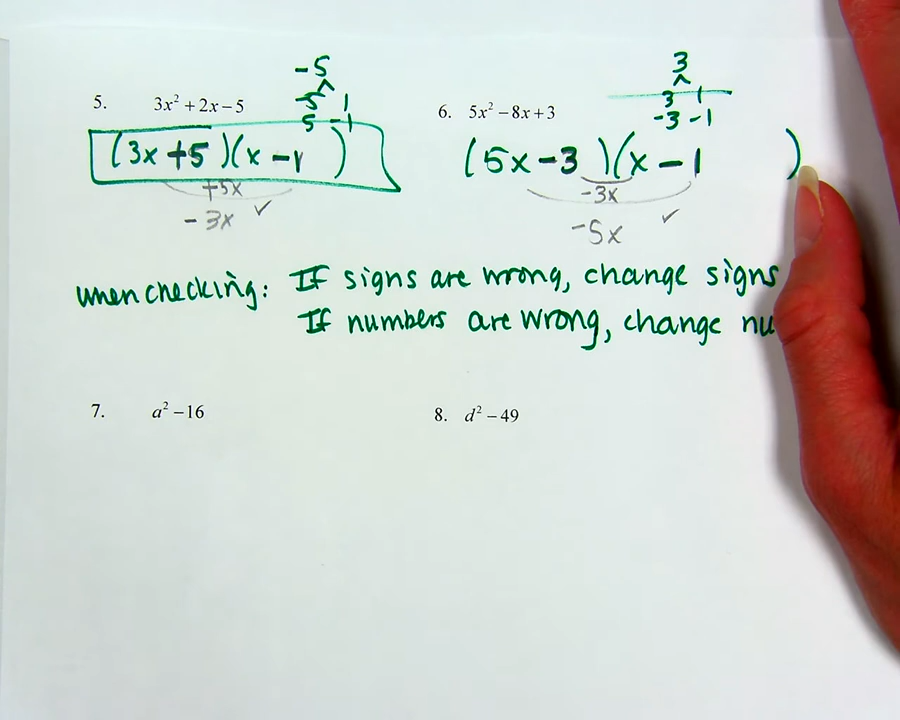 -5
5. 3x² + 2x - 5
5 1
5 -1
(3x +5)(x -1)
+5x
-3x ✓
3
6. 5x² - 8x + 3
3 1
-3 -1
(5x -3)(x -1)
-3x
-5x ✓
when checking: If signs are wrong, change signs
If numbers are wrong, change nu
7. a² - 16
8. d² - 49